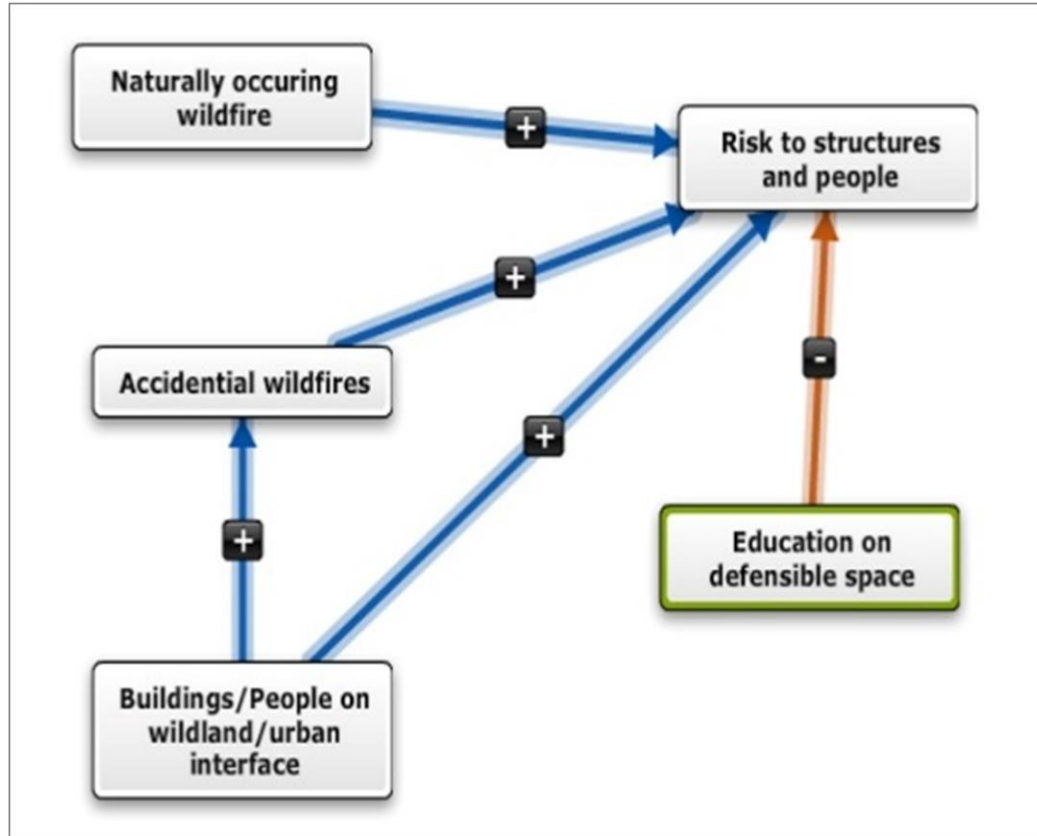 Naturally occuring
wildfire
+
Risk to structures
and people
+
Accidential wildfires
+
-
+
Education on
defensible space
Buildings/People on
wildland/urban
interface